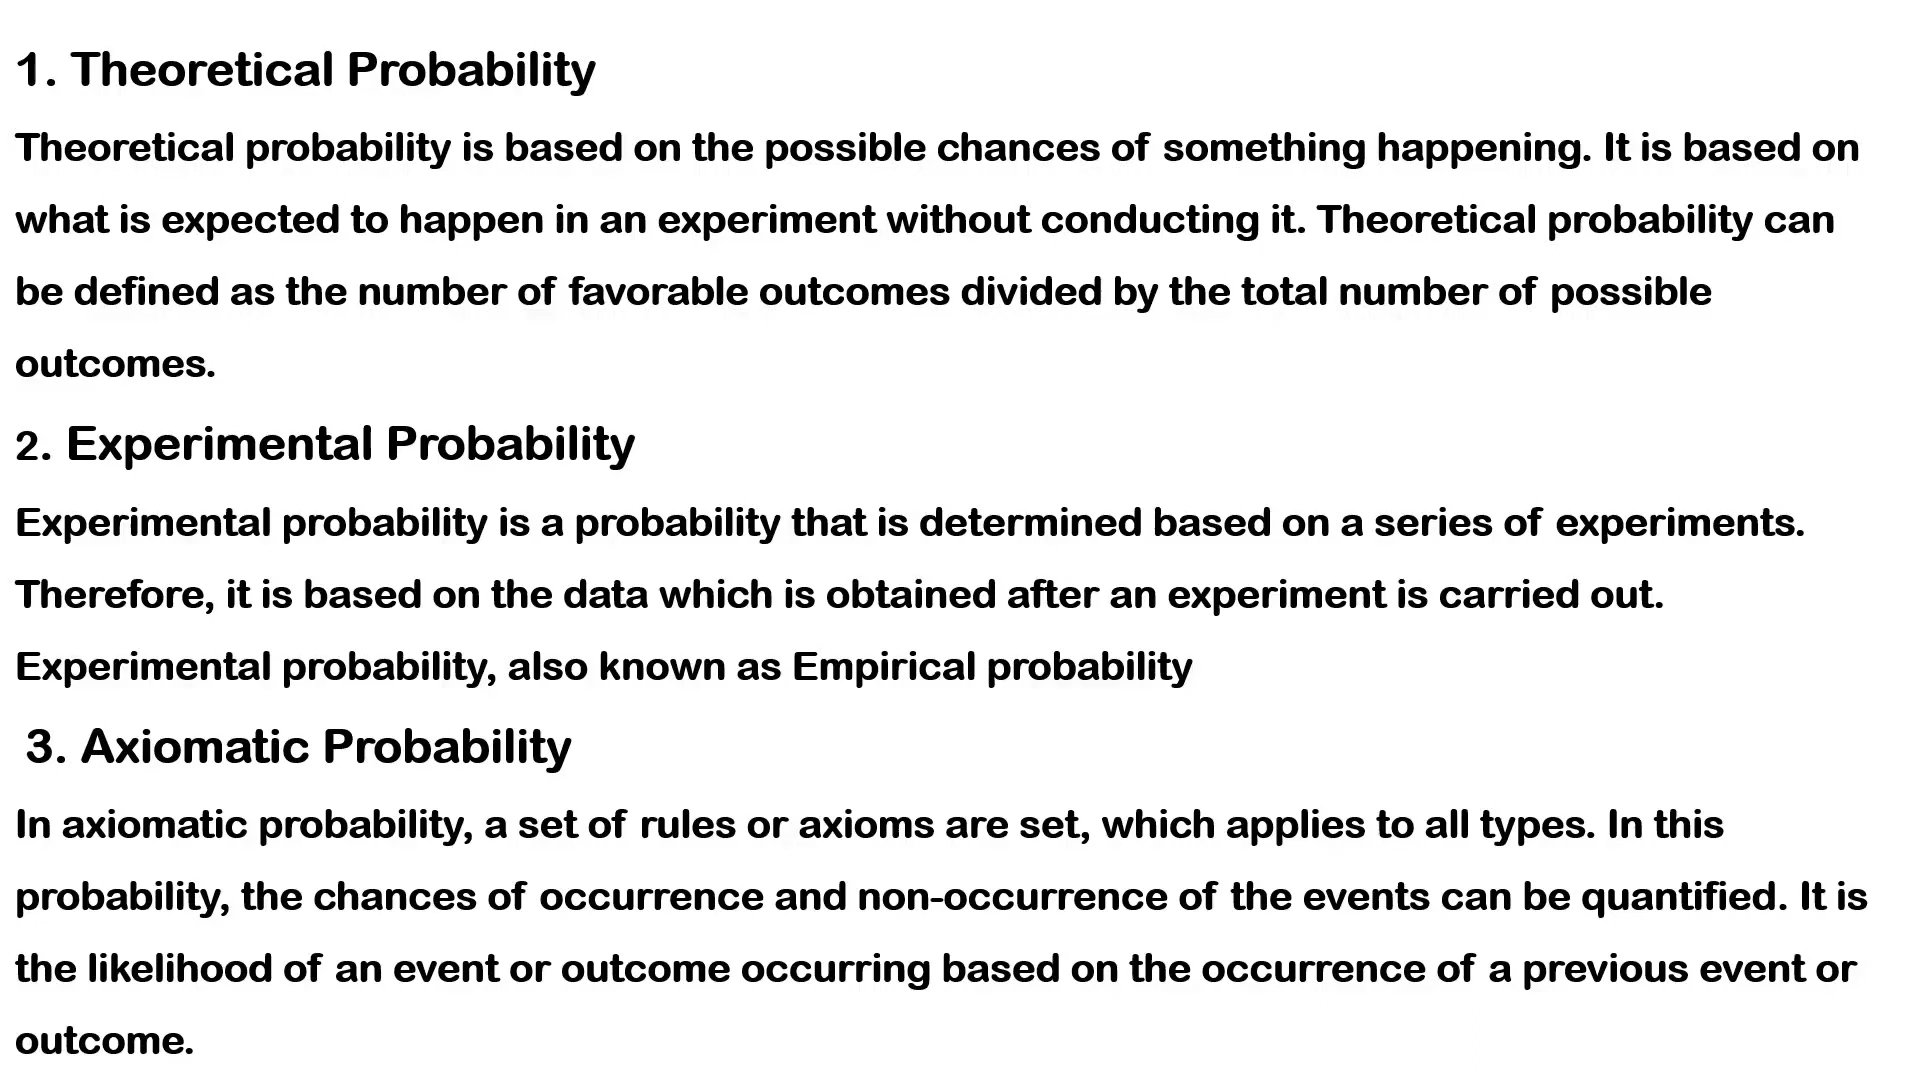 1. Theoretical Probability
Theoretical probability is based on the possible chances of something happening. It is based on
what is expected to happen in an experiment without conducting it. Theoretical probability can
be defined as the number of favorable outcomes divided by the total number of possible
outcomes.
2. Experimental Probability
Experimental probability is a probability that is determined based on a series of experiments.
Therefore, it is based on the data which is obtained after an experiment is carried out.
Experimental probability, also known as Empirical probability
3. Axiomatic Probability
In axiomatic probability, a set of rules or axioms are set, which applies to all types. In this
probability, the chances of occurrence and non-occurrence of the events can be quantified. It is
the likelihood of an event or outcome occurring based on the occurrence of a previous event or
outcome.